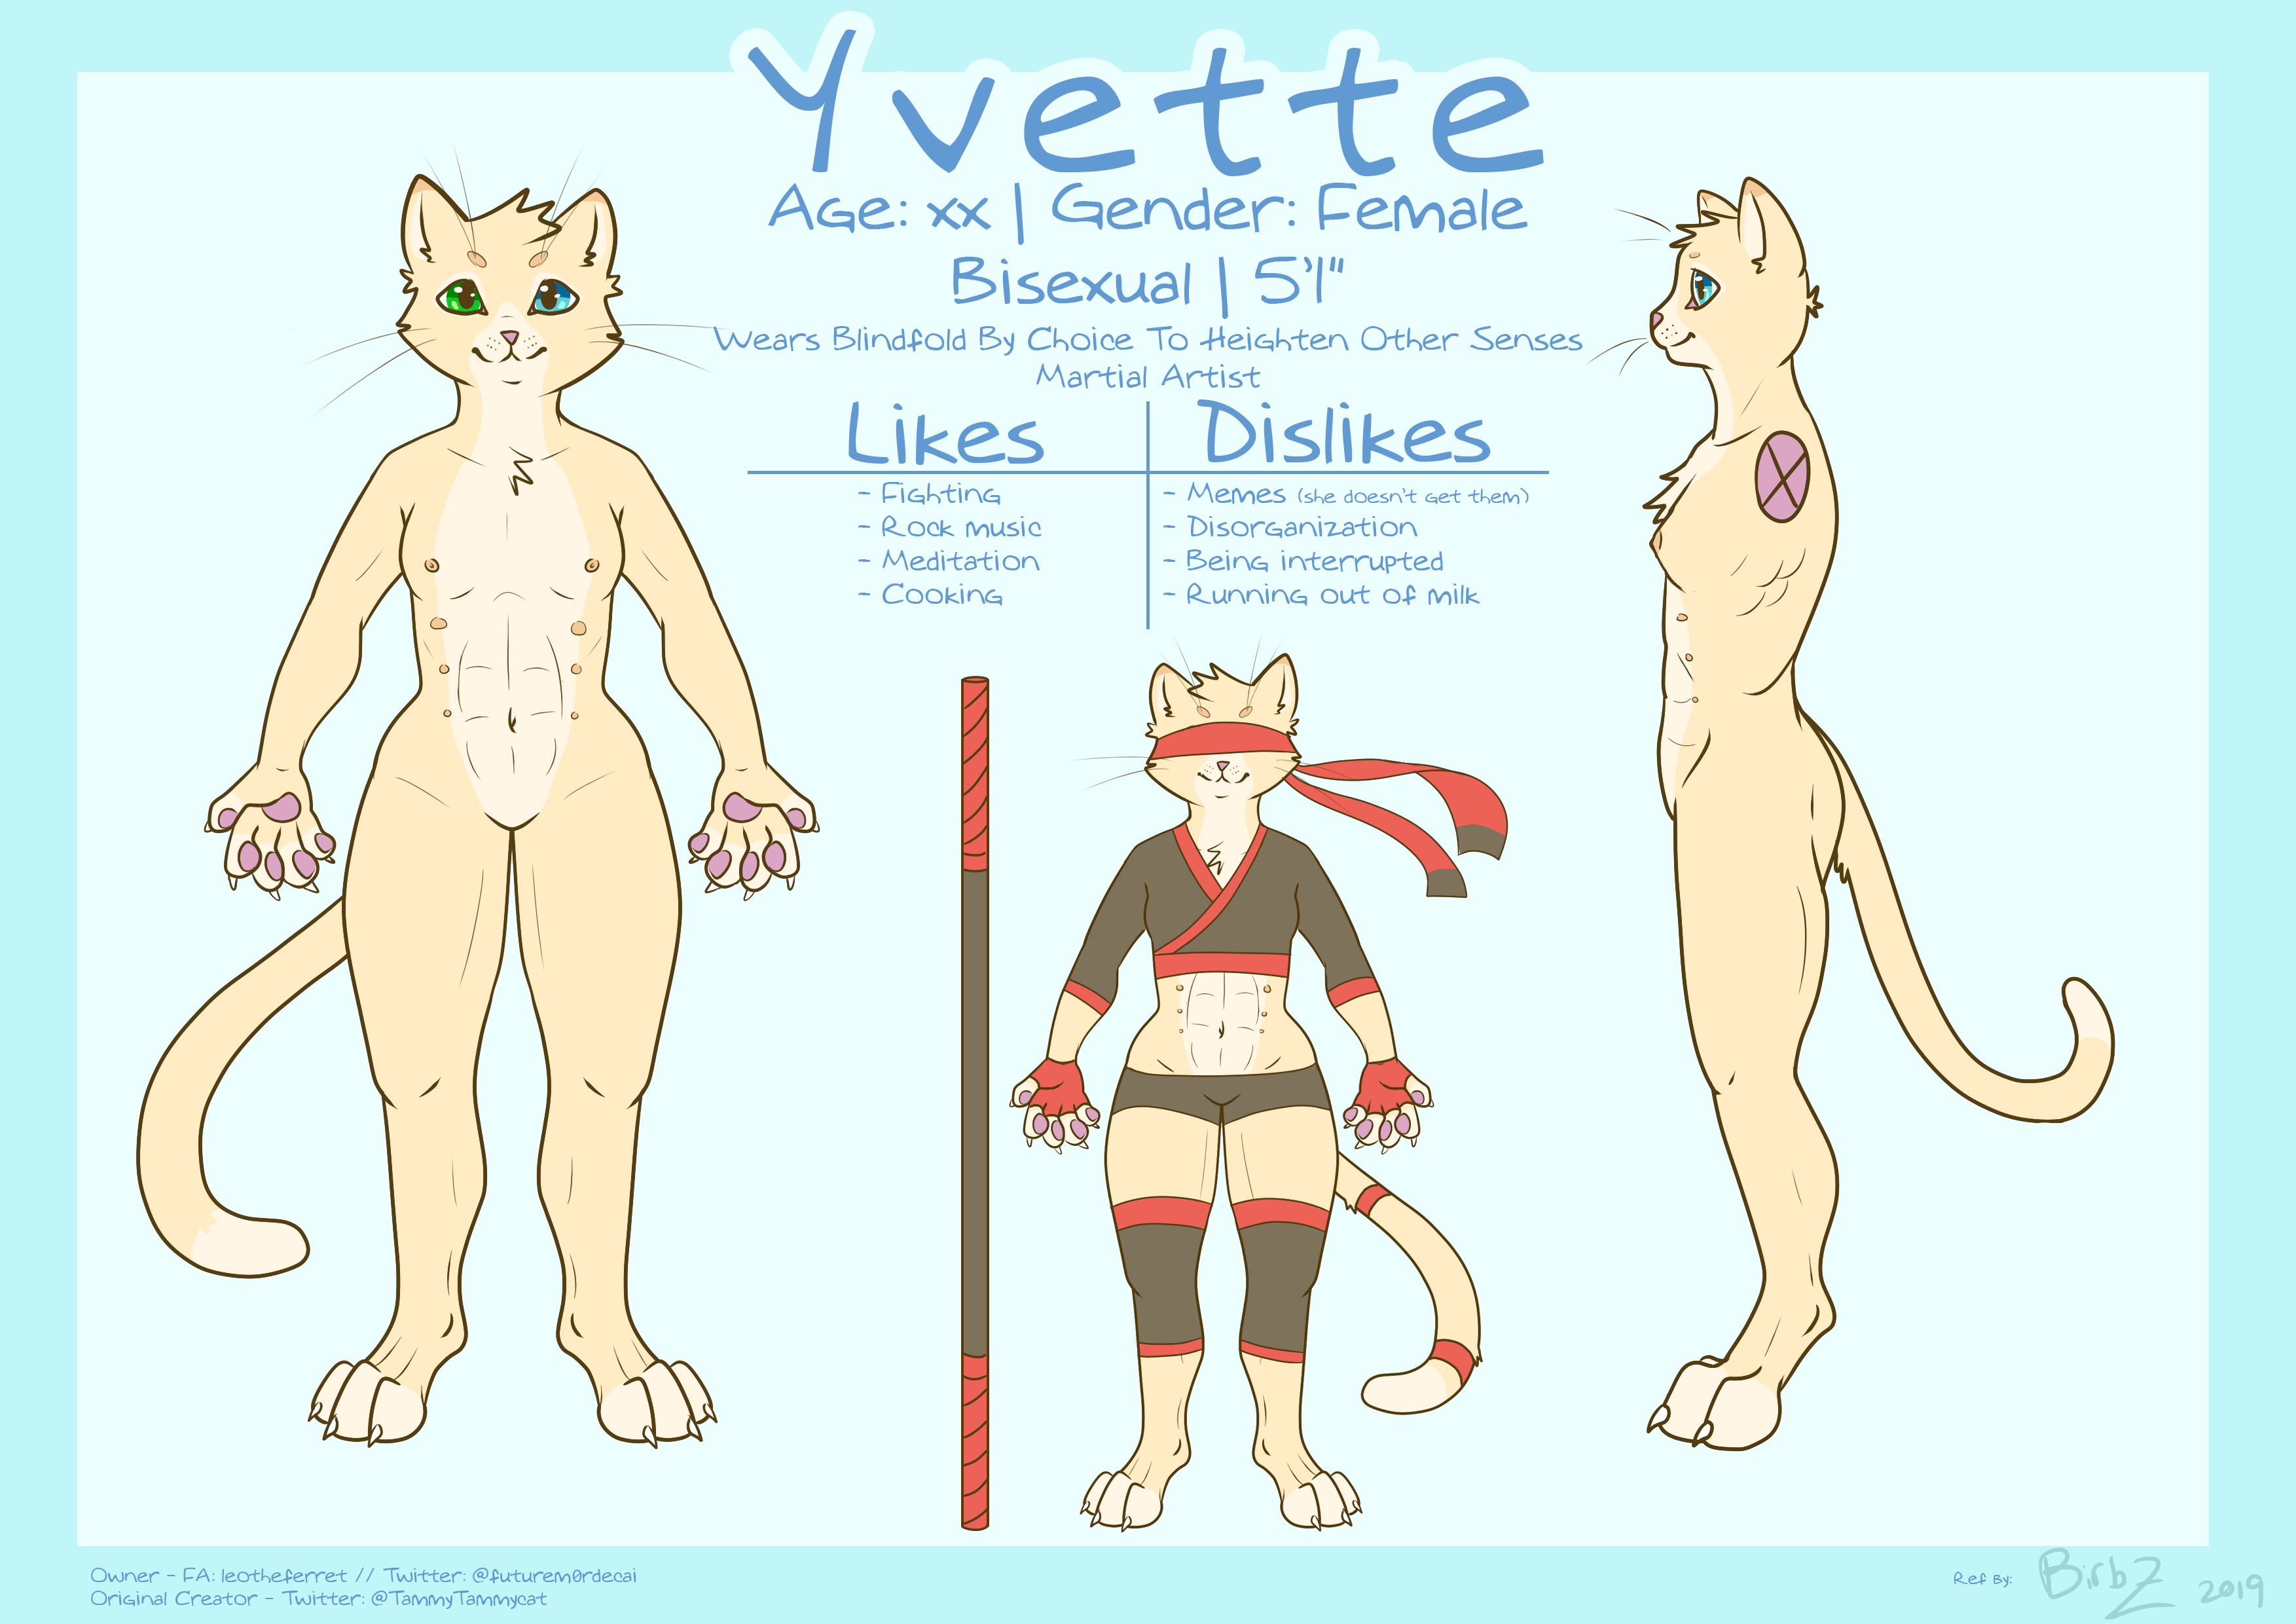 Yvette
Age: xx | Gender: Female
Bisexual | 5'1"
Wears Blindfold By Choice To Heighten Other Senses
Martial Artist
Likes
- Fighting
- Rock music
- Meditation
- Cooking
Dislikes
- Memes (she doesn't get them)
- Disorganization
- Being interrupted
- Running out of milk
Owner - FA: leotheferret // Twitter: @futurem0rdecai
Original Creator - Twitter: @TammyTammycat
Ref By: BirbZ 2019